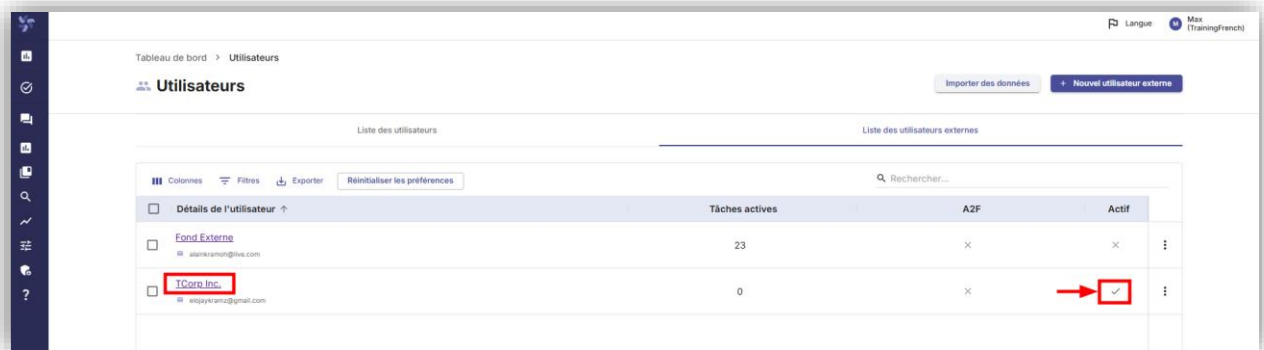 Langue
M
Max
(TrainingFrench)
Tableau de bord > Utilisateurs
Utilisateurs
Importer des données
+ Nouvel utilisateur externe
Liste des utilisateurs
Liste des utilisateurs externes
Colonnes Filtres Exporter Réinitialiser les préférences
Rechercher...
Détails de l'utilisateur ↑ Tâches actives A2F Actif
Fond Externe
23
alainkramon@live.com
TCorp Inc.
0
elojaykramz@gmail.com
?